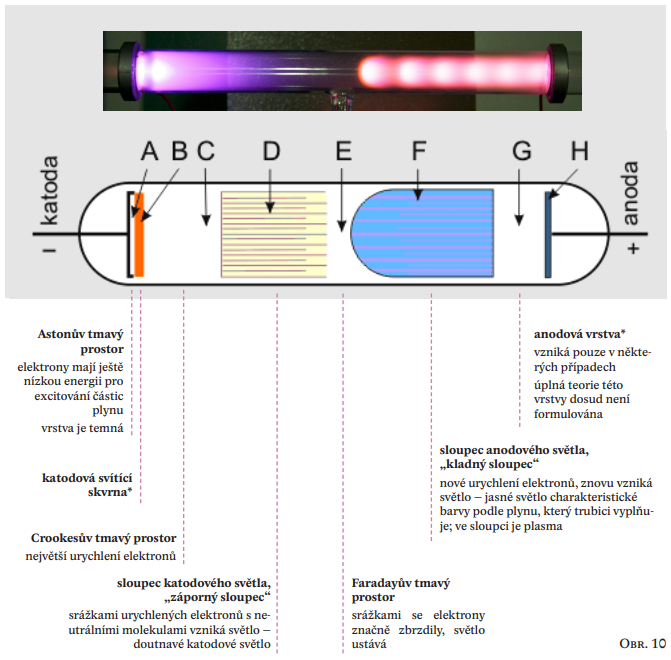 A B C D E F G H
katoda
–
anoda
+
Astonův tmavý
prostor
elektrony mají ještě
nízkou energii pro
excitování částic
plynu
vrstva je temná
katodová svítící
skvrna*
Crookesův tmavý prostor
největší urychlení elektronů
sloupec katodového světla,
„záporný sloupec“
srážkami urychlených elektronů s ne-
utrálními molekulami vzniká světlo –
doutnavé katodové světlo
Faradayův tmavý
prostor
srážkami se elektrony
značně zbrzdily, světlo
ustává
sloupec anodového světla,
„kladný sloupec“
nové urychlení elektronů, znovu vzniká
světlo – jasné světlo charakteristické
barvy podle plynu, který trubici vyplňu-
je; ve sloupci je plasma
anodová vrstva*
vzniká pouze v někte-
rých případech
úplná teorie této
vrstvy dosud není
formulována
Obr. 10